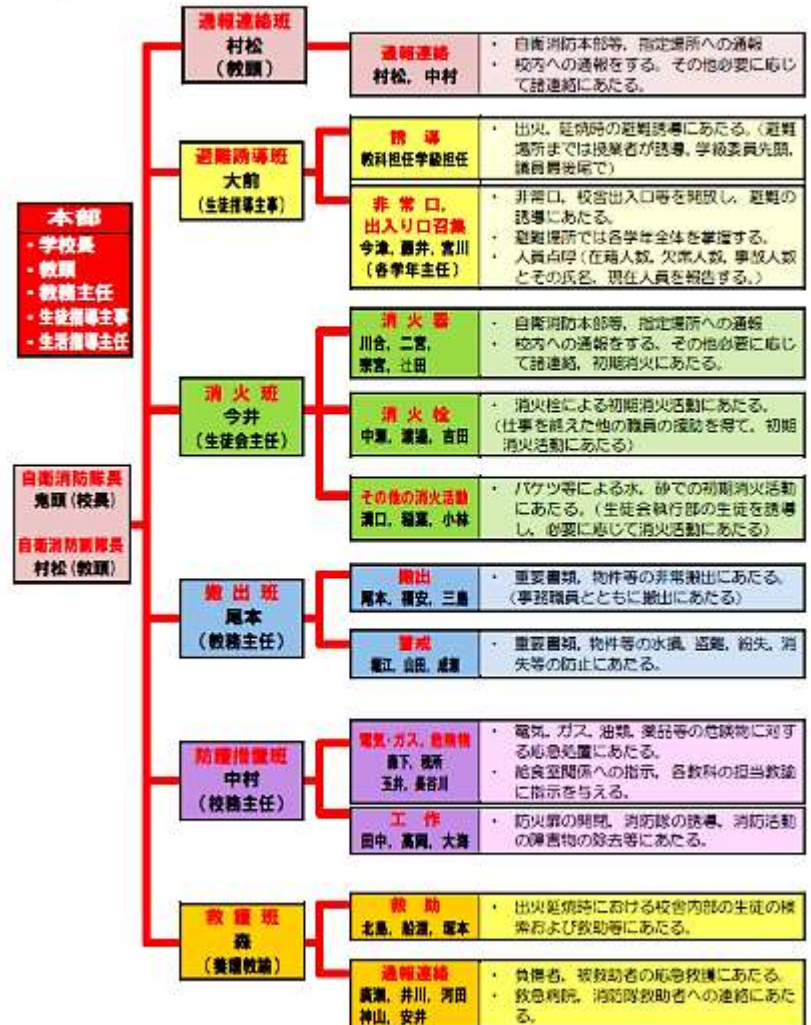 通報連絡班
村松
(教頭)
通報連絡
村松，中村
・ 自衛消防本部等，指定場所への通報
・ 校内への通報をする。その他必要に応じ
て諸連絡にあたる。
避難誘導班
大前
(生徒指導主事)
誘 導
教科担任学級担任
・ 出火，延焼時の避難誘導にあたる。(避難
場所までは授業者が誘導，学級委員先頭，
議員最後尾で)
非 常 口，
出入り口召集
今津，藤井，宮川
(各学年主任)
・ 非常口，校舎出入口等を開放し，避難の
誘導にあたる。
・ 避難場所では各学年全体を掌握する。
・ 人員点呼(在籍人数，欠席人数，事故人数
とその氏名，現在人員を報告する。)
本部
・学校長
・教頭
・教務主任
・生徒指導主事
・生活指導主任
消 火 班
今井
(生徒会主任)
消 火 器
川合，二宮，
宗宮，辻田
・ 自衛消防本部等，指定場所への通報
・ 校内への通報をする。その他必要に応じ
て諸連絡，初期消火にあたる。
消 火 栓
中瀬，渡邉，吉田
・ 消火栓による初期消火活動にあたる。
(仕事を終えた他の職員の援助を得て，初期
消火活動にあたる)
その他の消火活動
溝口，稲葉，小林
・ バケツ等による水，砂での初期消火活動
にあたる。(生徒会執行部の生徒を誘導
し，必要に応じて消火活動にあたる)
自衛消防隊長
鬼頭(校長)
自衛消防副隊長
村松(教頭)
搬 出 班
尾本
(教務主任)
搬出
尾本，福安，三島
・ 重要書類，物件等の非常搬出にあたる。
(事務職員とともに搬出にあたる)
警戒
堀江，山田，成瀬
・ 重要書類，物件等の水損，盗難，紛失，消
失等の防止にあたる。
防護措置班
中村
(校務主任)
電気・ガス，危険物
森下，税所
玉井，長谷川
・ 電気，ガス，油類，薬品等の危険物に対す
る応急処置にあたる。
・ 給食室関係への指示，各教科の担当教諭
に指示を与える。
工 作
田中，高岡，大海
・ 防火扉の開閉，消防隊の誘導，消防活動
の障害物の除去等にあたる。
救 護 班
森
(養護教諭)
救 助
北島，船渡，塚本
・ 出火延焼時における校舎内部の生徒の検
索および救助等にあたる。
通報連絡
廣瀬，井川，河田
神山，安井
・ 負傷者，被救助者の応急救護にあたる。
・ 救急病院，消防隊救助者への連絡にあた
る。